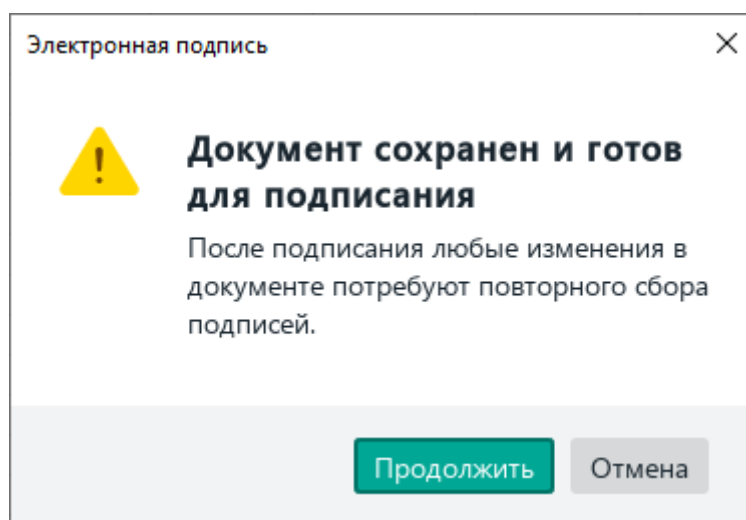 Электронная подпись
Документ сохранен и готов
для подписания
После подписания любые изменения в
документе потребуют повторного сбора
подписей.
Продолжить
Отмена